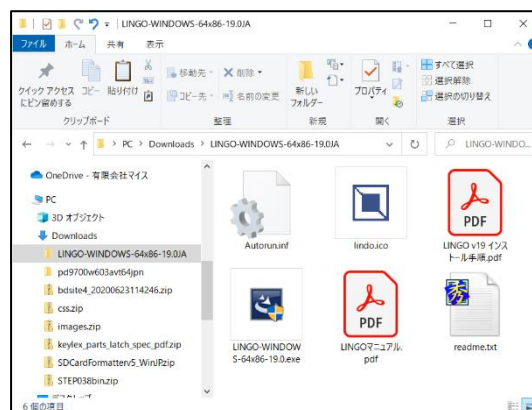 LINGO-WINDOWS-64x86-19.0JA
ファイル ホーム 共有 表示
クイック アクセスにピン留めする
コピー
貼り付け
移動先
コピー先
削除
名前の変更
新しいフォルダー
プロパティ
すべて選択
選択解除
選択の切り替え
クリップボード 整理 新規 開く 選択
PC > Downloads > LINGO-WINDOWS-64x86-19.0JA
LINGO-WINDO...
OneDrive - 有限会社マイス
PC
3D オブジェクト
Downloads
LINGO-WINDOWS-64x86-19.0JA
pd9700w603avt64jpn
bdsite4_20200623114246.zip
css.zip
images.zip
keylex_parts_latch_spec_pdf.zip
SDCardFormatterv5_WinJP.zip
STEP038bin.zip
デスクトップ
Autorun.inf
lindo.ico
PDF
LINGO v19 インス
トール手順.pdf
LINGO-WINDOW
S-64x86-19.0.exe
PDF
LINGOマニュアル.
pdf
秀
readme.txt
6 個の項目